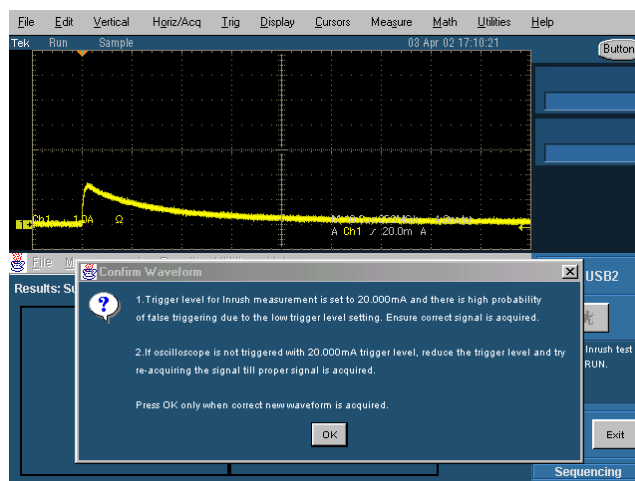 File Edit Vertical Horiz/Acq Trig Display Cursors Measure Math Utilities Help
Tek Run Sample 03 Apr 02 17:10:21
Button
Ch1 1.0A Ω
A Ch1 20.0m A
1
File
Confirm Waveform
USB2
Results:
1.Trigger level for Inrush measurement is set to 20.000mA and there is high probability
of false triggering due to the low trigger level setting. Ensure correct signal is acquired.
Inrush test
RUN.
2.If oscilloscope is not triggered with 20.000mA trigger level, reduce the trigger level and try
re-acquiring the signal till proper signal is acquired.
Press OK only when correct new waveform is acquired.
OK
Exit
Sequencing